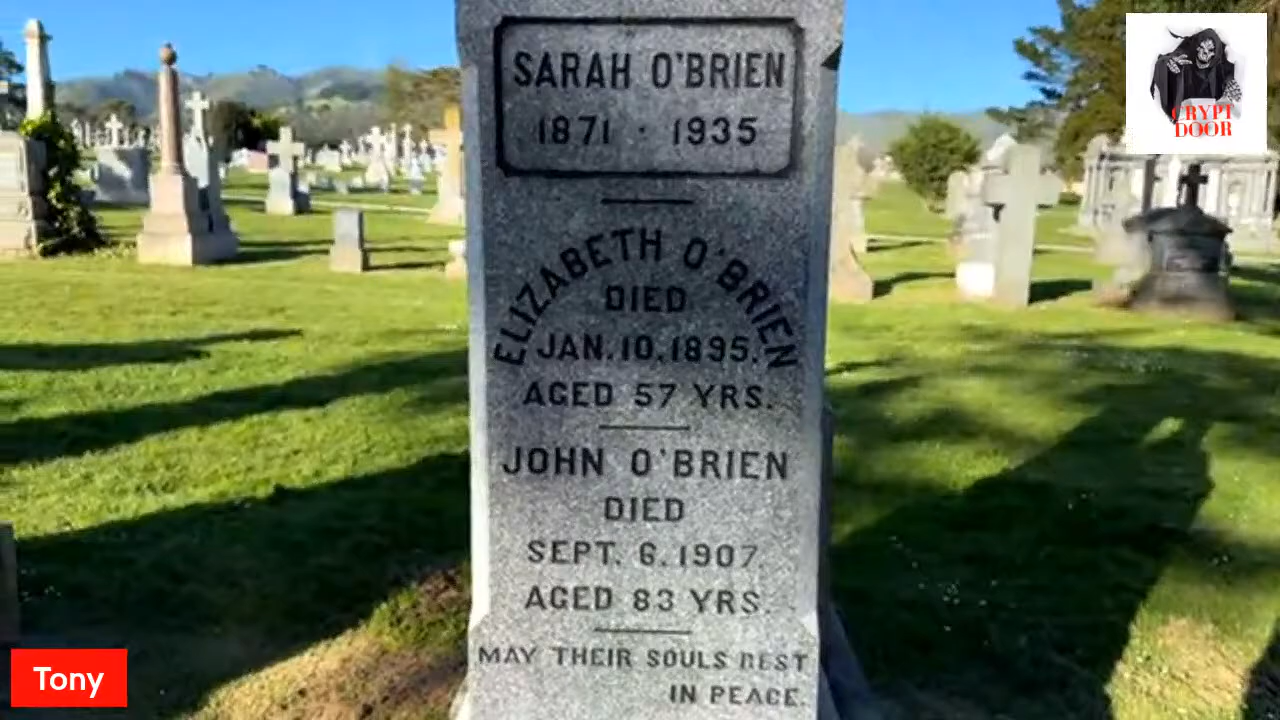 SARAH O'BRIEN
1871 · 1935
ELIZABETH O'BRIEN
DIED
JAN. 10. 1895.
AGED 57 YRS.
JOHN O'BRIEN
DIED
SEPT. 6. 1907.
AGED 83 YRS.
MAY THEIR SOULS REST
IN PEACE.
CRYPT
DOOR
Tony